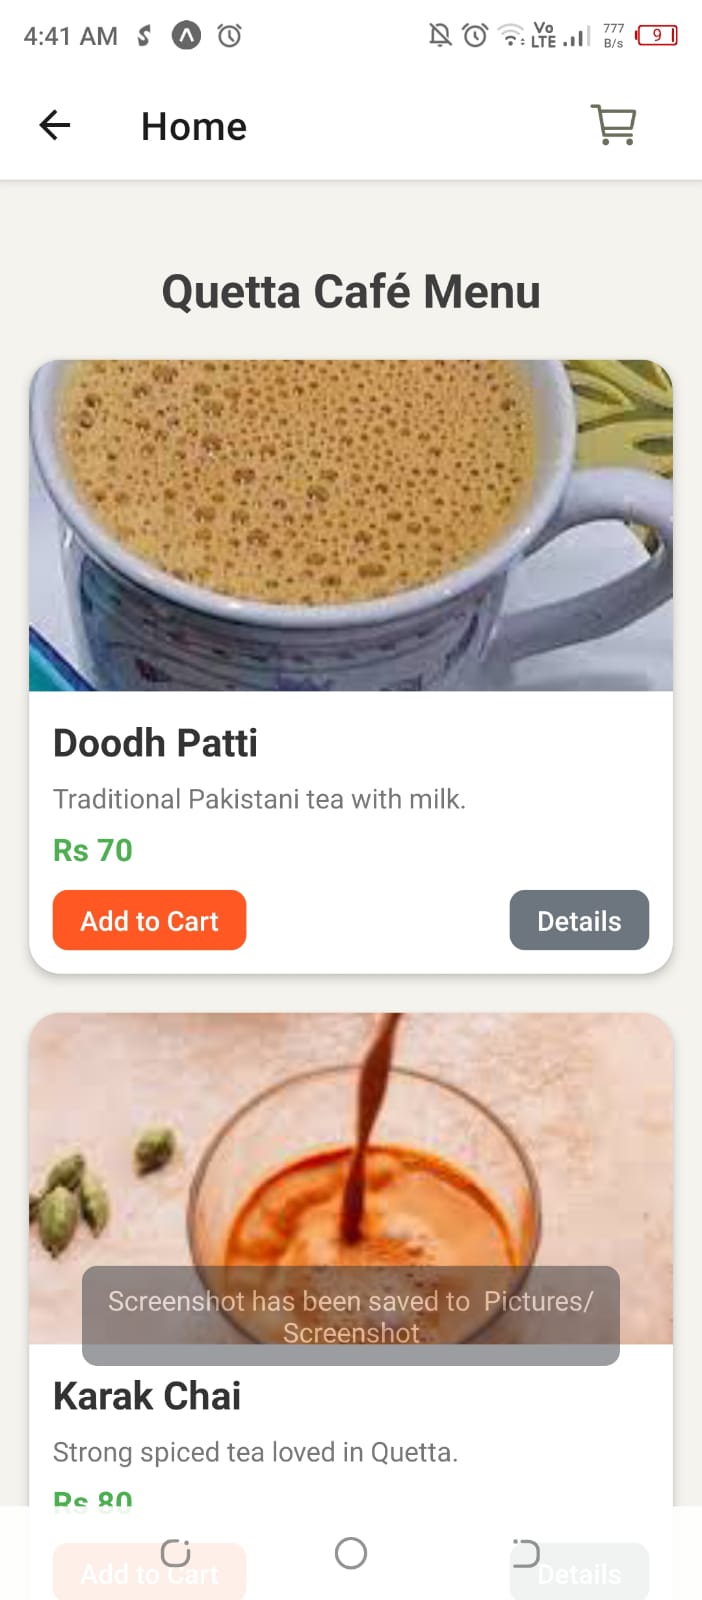 4:41 AM
Vo
LTE
777
B/s
9
Home
Quetta Café Menu
Doodh Patti
Traditional Pakistani tea with milk.
Rs 70
Add to Cart
Details
Screenshot has been saved to Pictures/
Screenshot
Karak Chai
Strong spiced tea loved in Quetta.
Rs 80
Add to Cart
Details